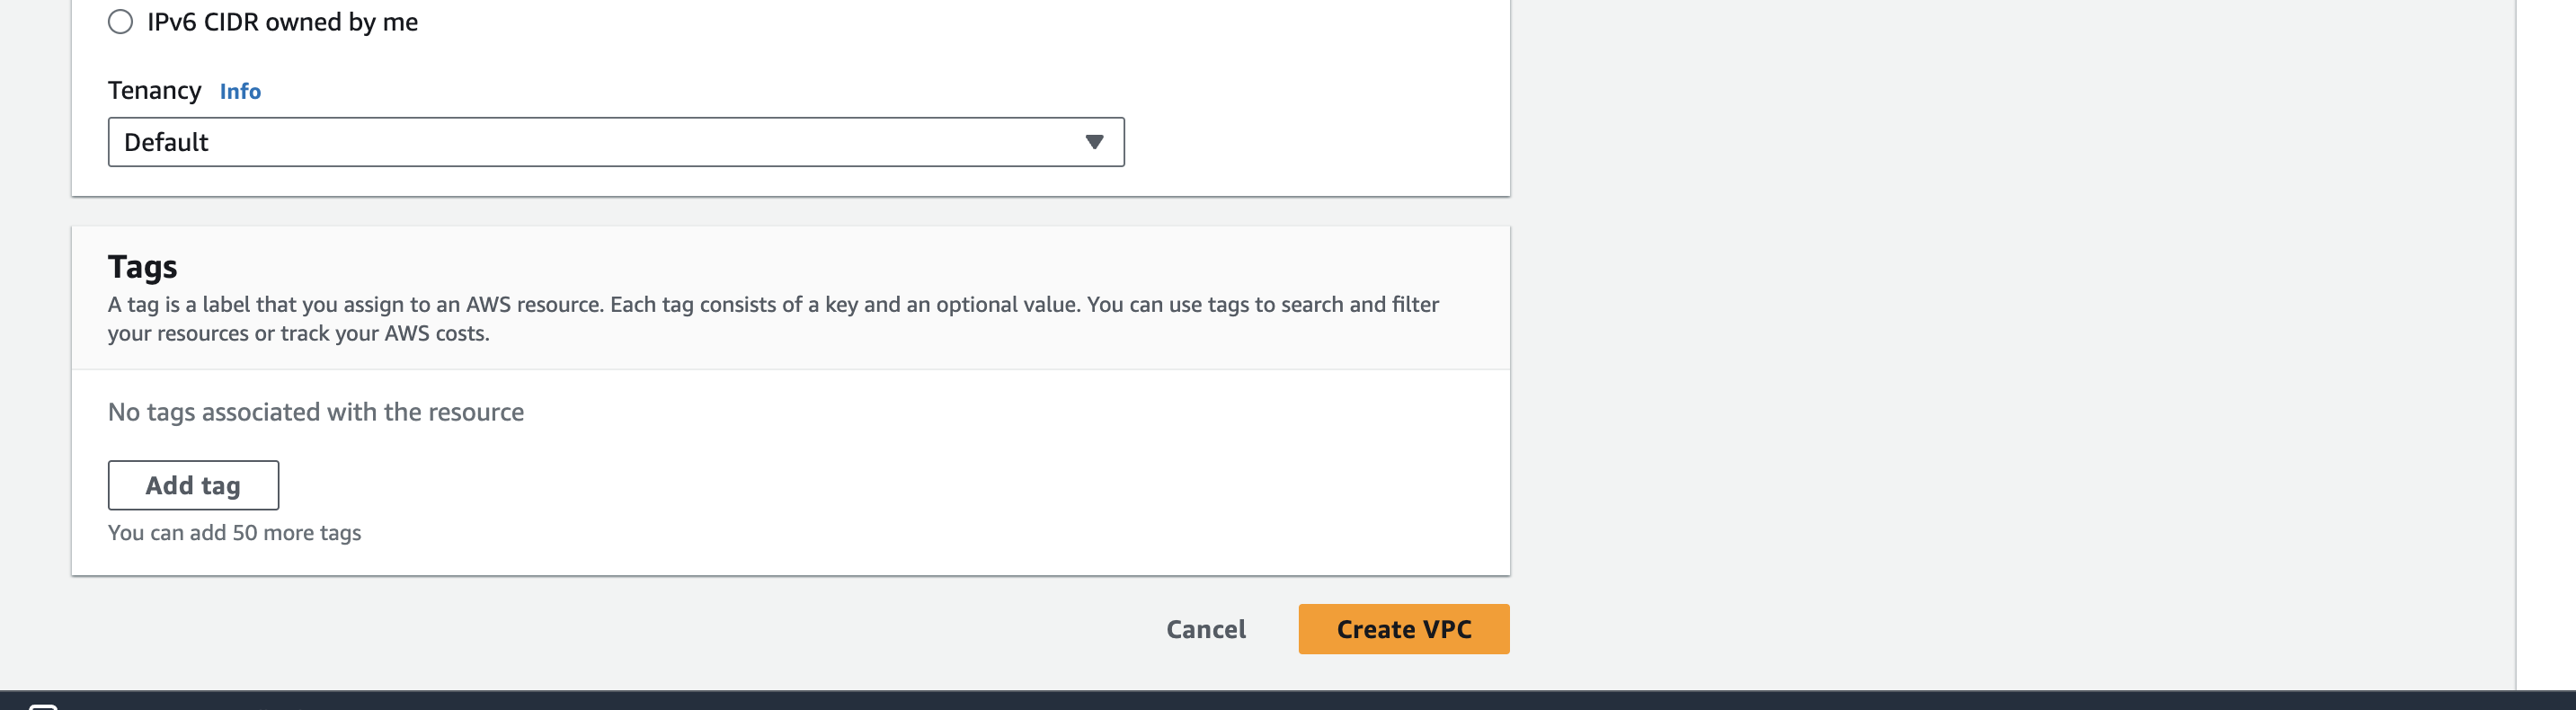 IPv6 CIDR owned by me
Tenancy Info
Default
Tags
A tag is a label that you assign to an AWS resource. Each tag consists of a key and an optional value. You can use tags to search and filter
your resources or track your AWS costs.
No tags associated with the resource
Add tag
You can add 50 more tags
Cancel
Create VPC